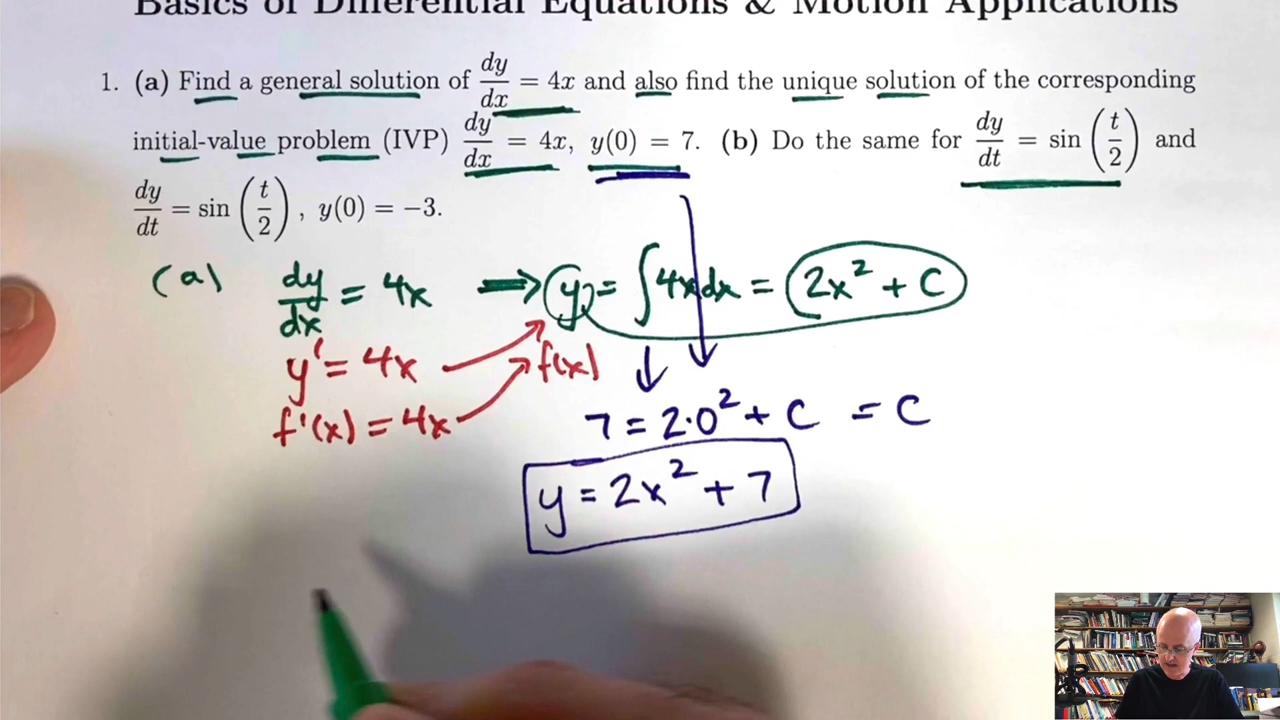 Basics of Differential Equations & Motion Applications
1. (a) Find a general solution of dy/dx = 4x and also find the unique solution of the corresponding
initial-value problem (IVP) dy/dx = 4x, y(0) = 7. (b) Do the same for dy/dt = sin (t/2) and
dy/dt = sin (t/2), y(0) = −3.
(a) dy/dx = 4x ⇒ y = ∫4x dx = 2x² + C
y' = 4x f(x)
f'(x) = 4x
7 = 2·0² + C = C
y = 2x² + 7